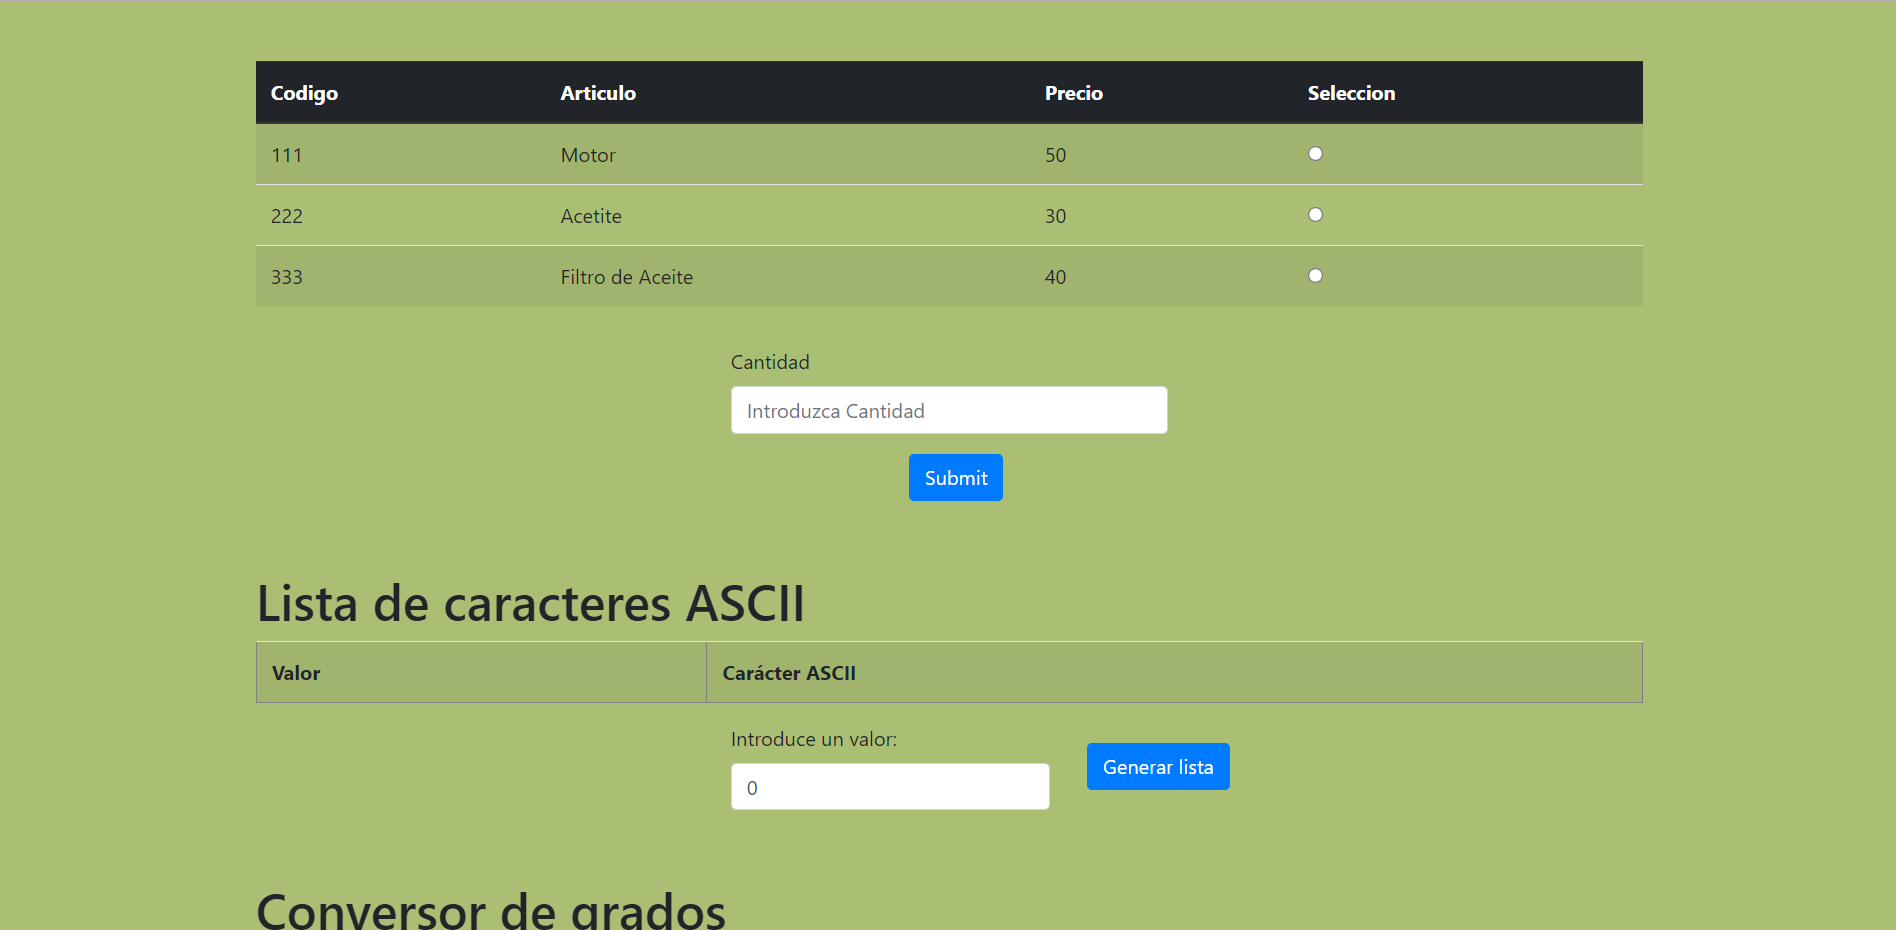 Codigo Articulo Precio Seleccion
111 Motor 50
222 Acetite 30
333 Filtro de Aceite 40
Cantidad
Introduzca Cantidad
Submit
Lista de caracteres ASCII
Valor Carácter ASCII
Introduce un valor:
Generar lista
0
Conversor de grados